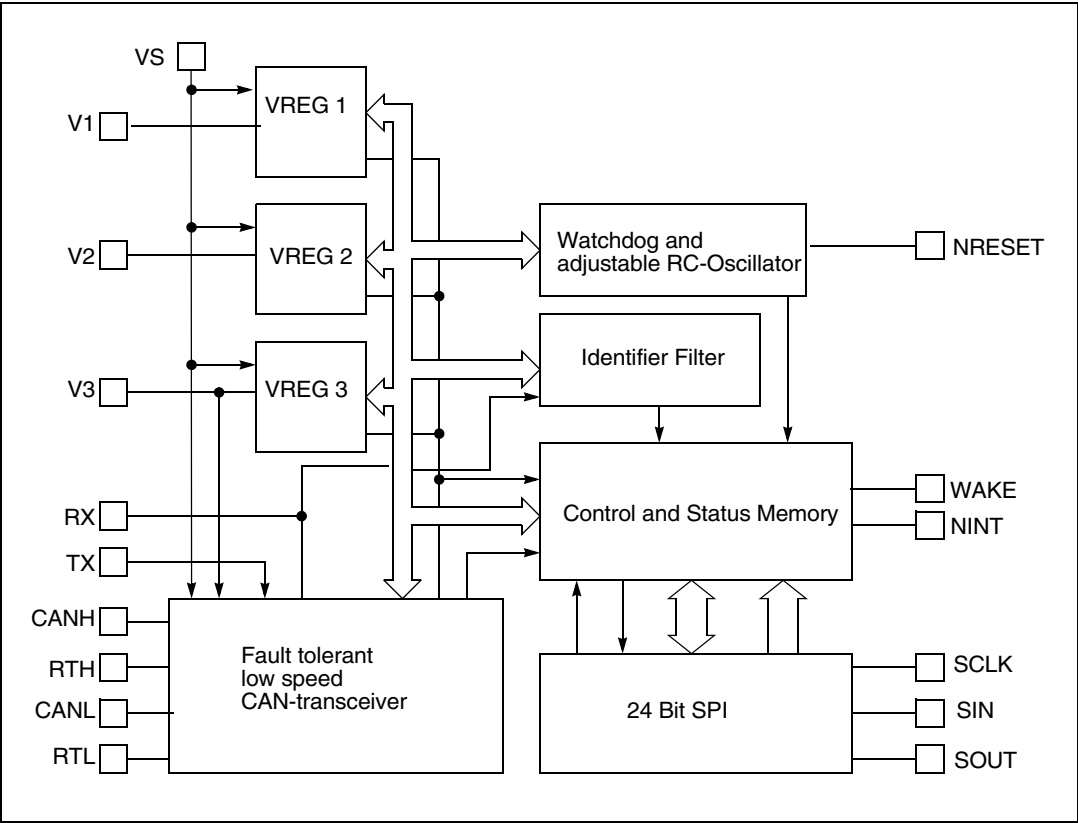 VS
VREG 1
V1
VREG 2
V2
Watchdog and
adjustable RC-Oscillator
NRESET
Identifier Filter
VREG 3
V3
WAKE
Control and Status Memory
RX
NINT
TX
CANH
Fault tolerant
low speed
CAN-transceiver
RTH
CANL
RTL
24 Bit SPI
SCLK
SIN
SOUT